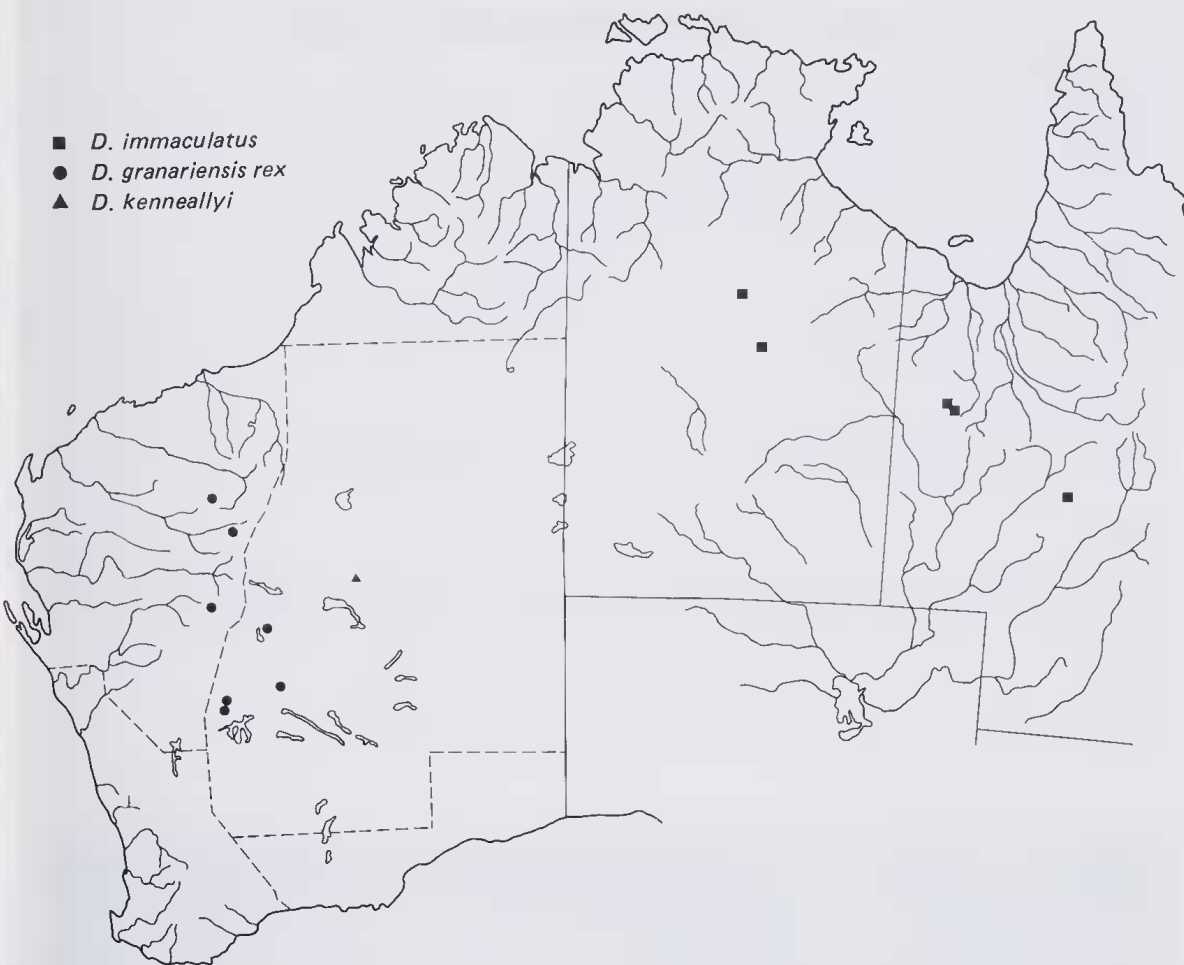 ■ D. immaculatus
● D. granariensis rex
▲ D. kenneallyi